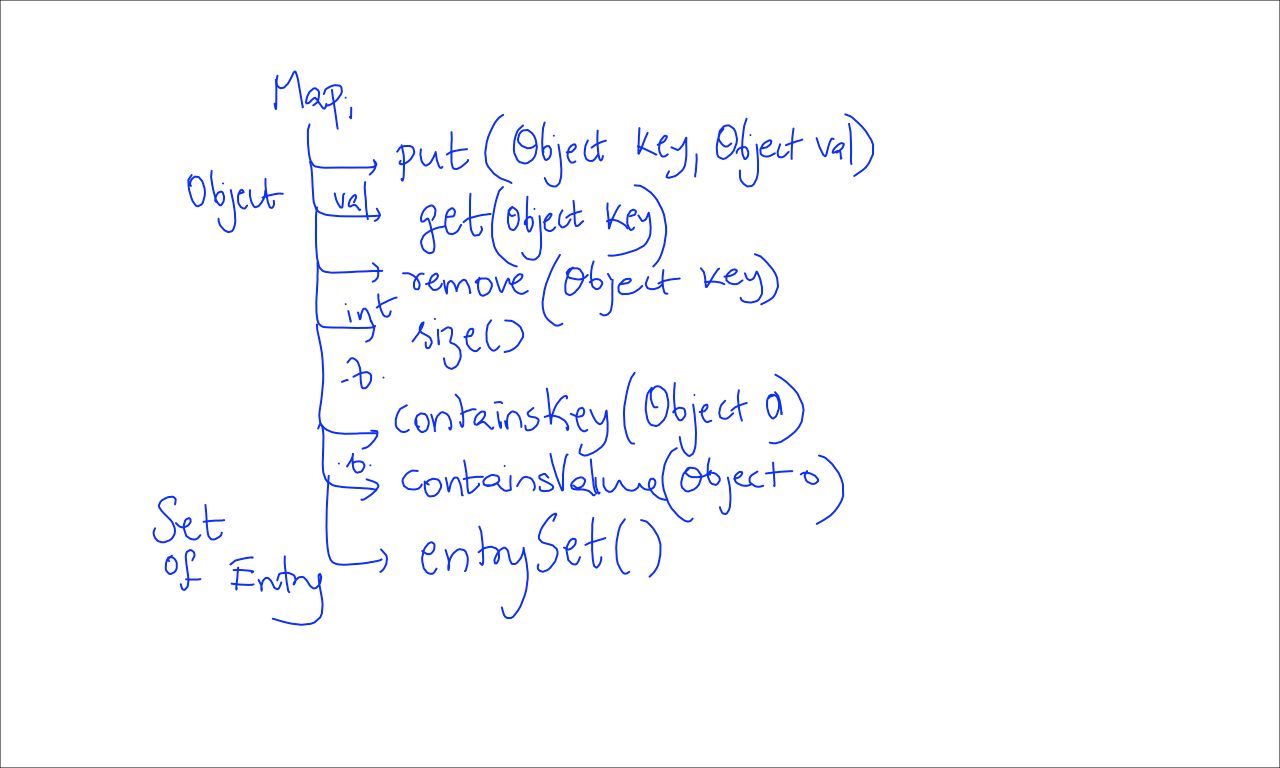 Map,
put (Object key, Object val)
Object val get(Object key)
remove (Object key)
int size()
b
containsKey (Object o)
b containsValue(Object o)
Set
of Entry
entrySet()